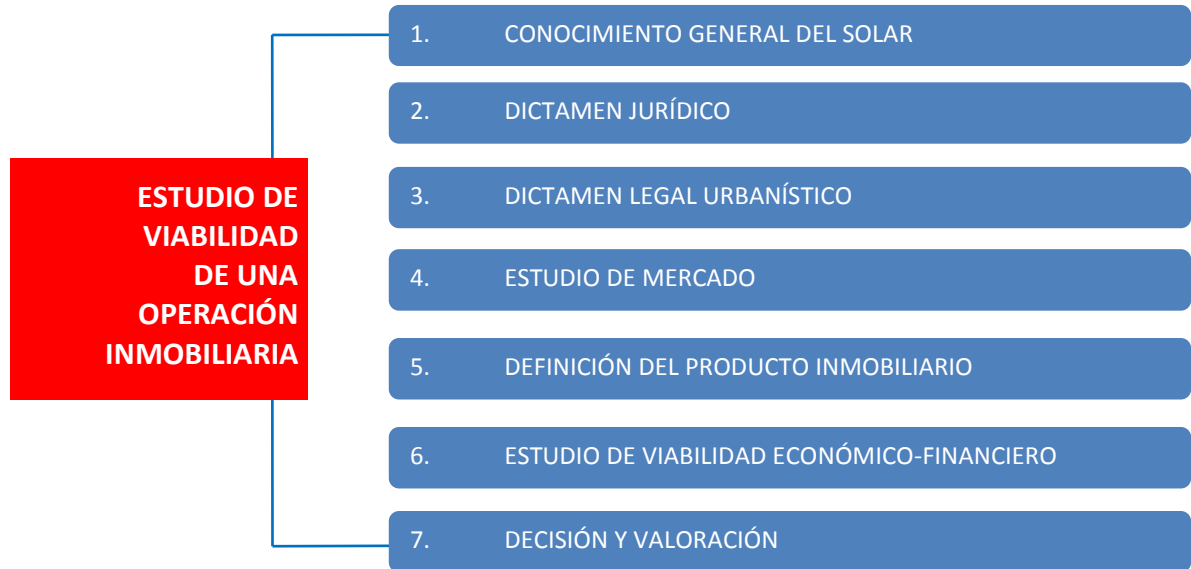 ESTUDIO DE
VIABILIDAD
DE UNA
OPERACIÓN
INMOBILIARIA
1. CONOCIMIENTO GENERAL DEL SOLAR
2. DICTAMEN JURÍDICO
3. DICTAMEN LEGAL URBANÍSTICO
4. ESTUDIO DE MERCADO
5. DEFINICIÓN DEL PRODUCTO INMOBILIARIO
6. ESTUDIO DE VIABILIDAD ECONÓMICO-FINANCIERO
7. DECISIÓN Y VALORACIÓN